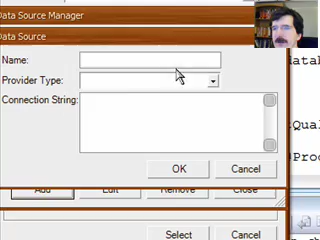 Data Source Manager
Data Source
Name:
Provider Type:
Connection String:
OK Cancel
Add Edit Remove Close
Select Cancel